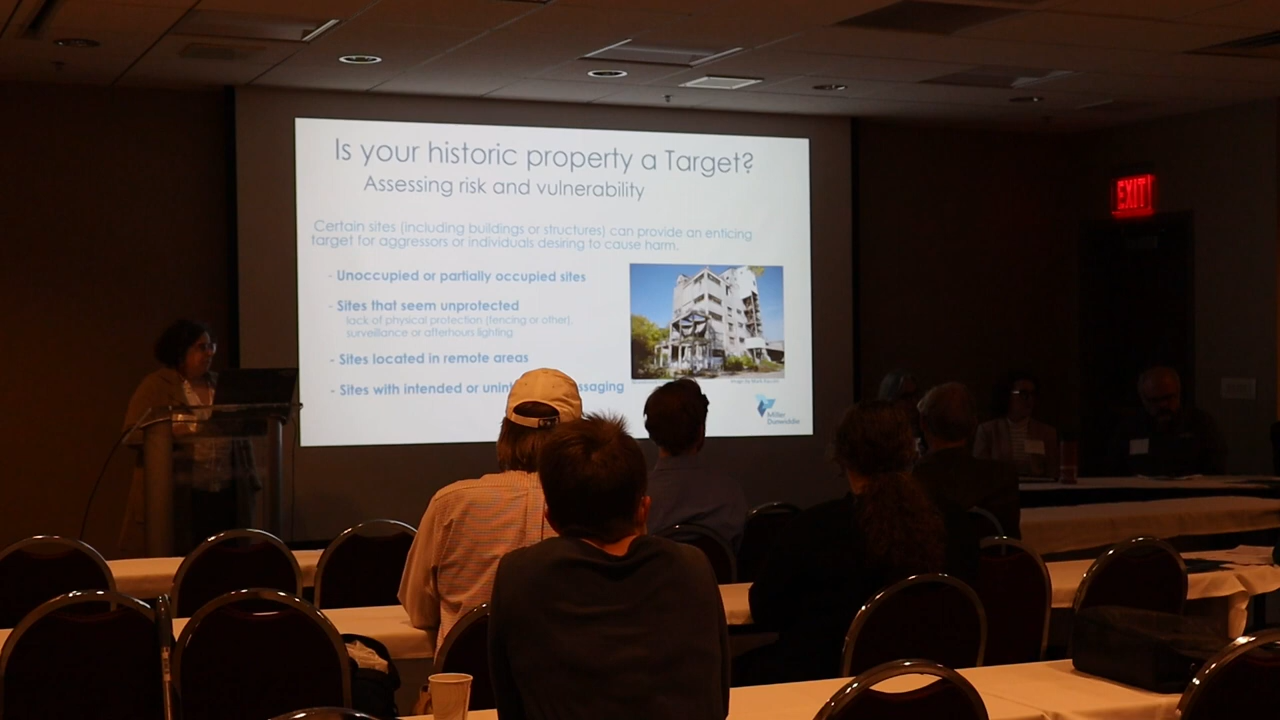 Is your historic property a Target?
Assessing risk and vulnerability
Certain sites (including buildings or structures) can provide an enticing
target for aggressors or individuals desiring to cause harm.
- Unoccupied or partially occupied sites
- Sites that seem unprotected
lack of physical protection (fencing or other),
surveillance or afterhours lighting
- Sites located in remote areas
- Sites with intended or
Miller
Dunwiddie
EXIT